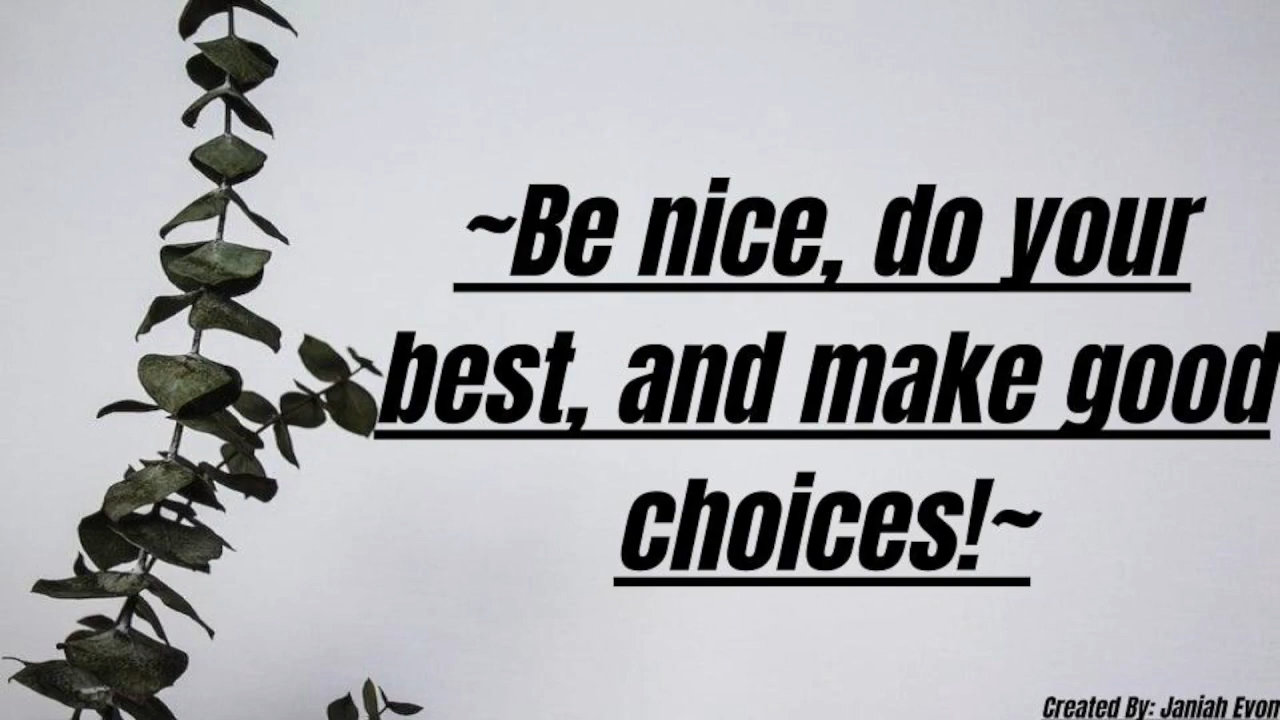 ~Be nice, do your
best, and make good
choices!~
Created By: Janiah Evon